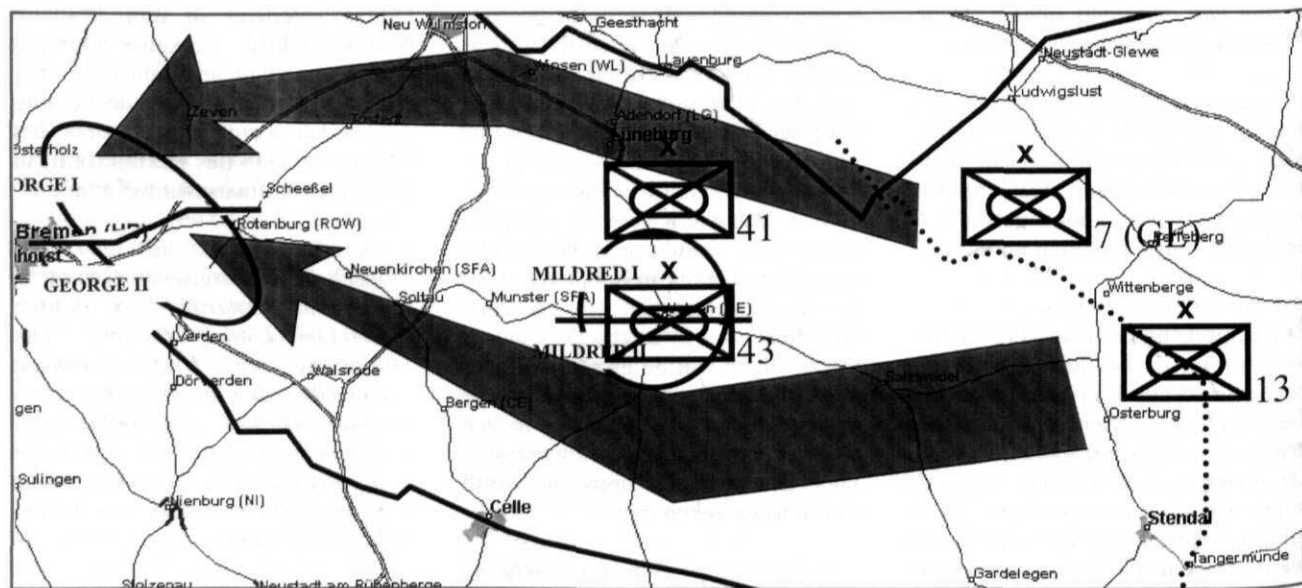 Neu Wulmstorf
Geesthacht
Lauenburg
Neustadt-Glewe
Ludwigslust
Zeven
Tostedt
Adendorf (LG)
Lüneburg
Osterholz
ORGE I
Scheeßel
Rotenburg (ROW)
Bremen (HB)
GEORGE II
X
41
X
7 (GE)
Neuenkirchen (SFA)
Soltau
Munster (SFA)
MILDRED I
X
MILDRED II
43
Wittenberge
X
13
Verden
Dörverden
Walsrode
Bergen (CE)
Salzwedel
Osterburg
gen
Sulingen
Nienburg (NI)
Celle
Stendal
Tangermünde
Stolzenau
Neustadt am Rübenberge
Gardelegen